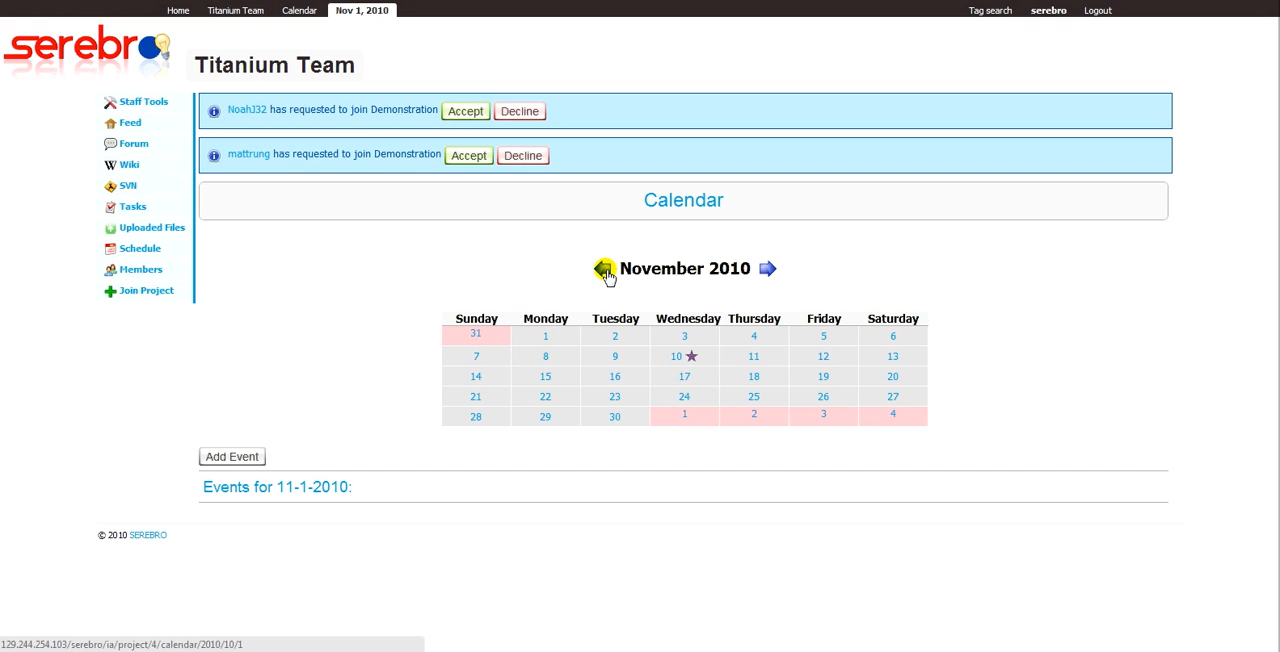 Home Titanium Team Calendar Nov 1, 2010 Tag search serebro Logout
serebro
Titanium Team
Staff Tools
Feed
Forum
Wiki
SVN
Tasks
Uploaded Files
Schedule
Members
Join Project
NoahJ32 has requested to join Demonstration Accept Decline
mattrung has requested to join Demonstration Accept Decline
Calendar
November 2010
Sunday Monday Tuesday Wednesday Thursday Friday Saturday
31 1 2 3 4 5 6
7 8 9 10 11 12 13
14 15 16 17 18 19 20
21 22 23 24 25 26 27
28 29 30 1 2 3 4
Add Event
Events for 11-1-2010:
© 2010 SEREBRO
129.244.254.103/serebro/ia/project/4/calendar/2010/10/1